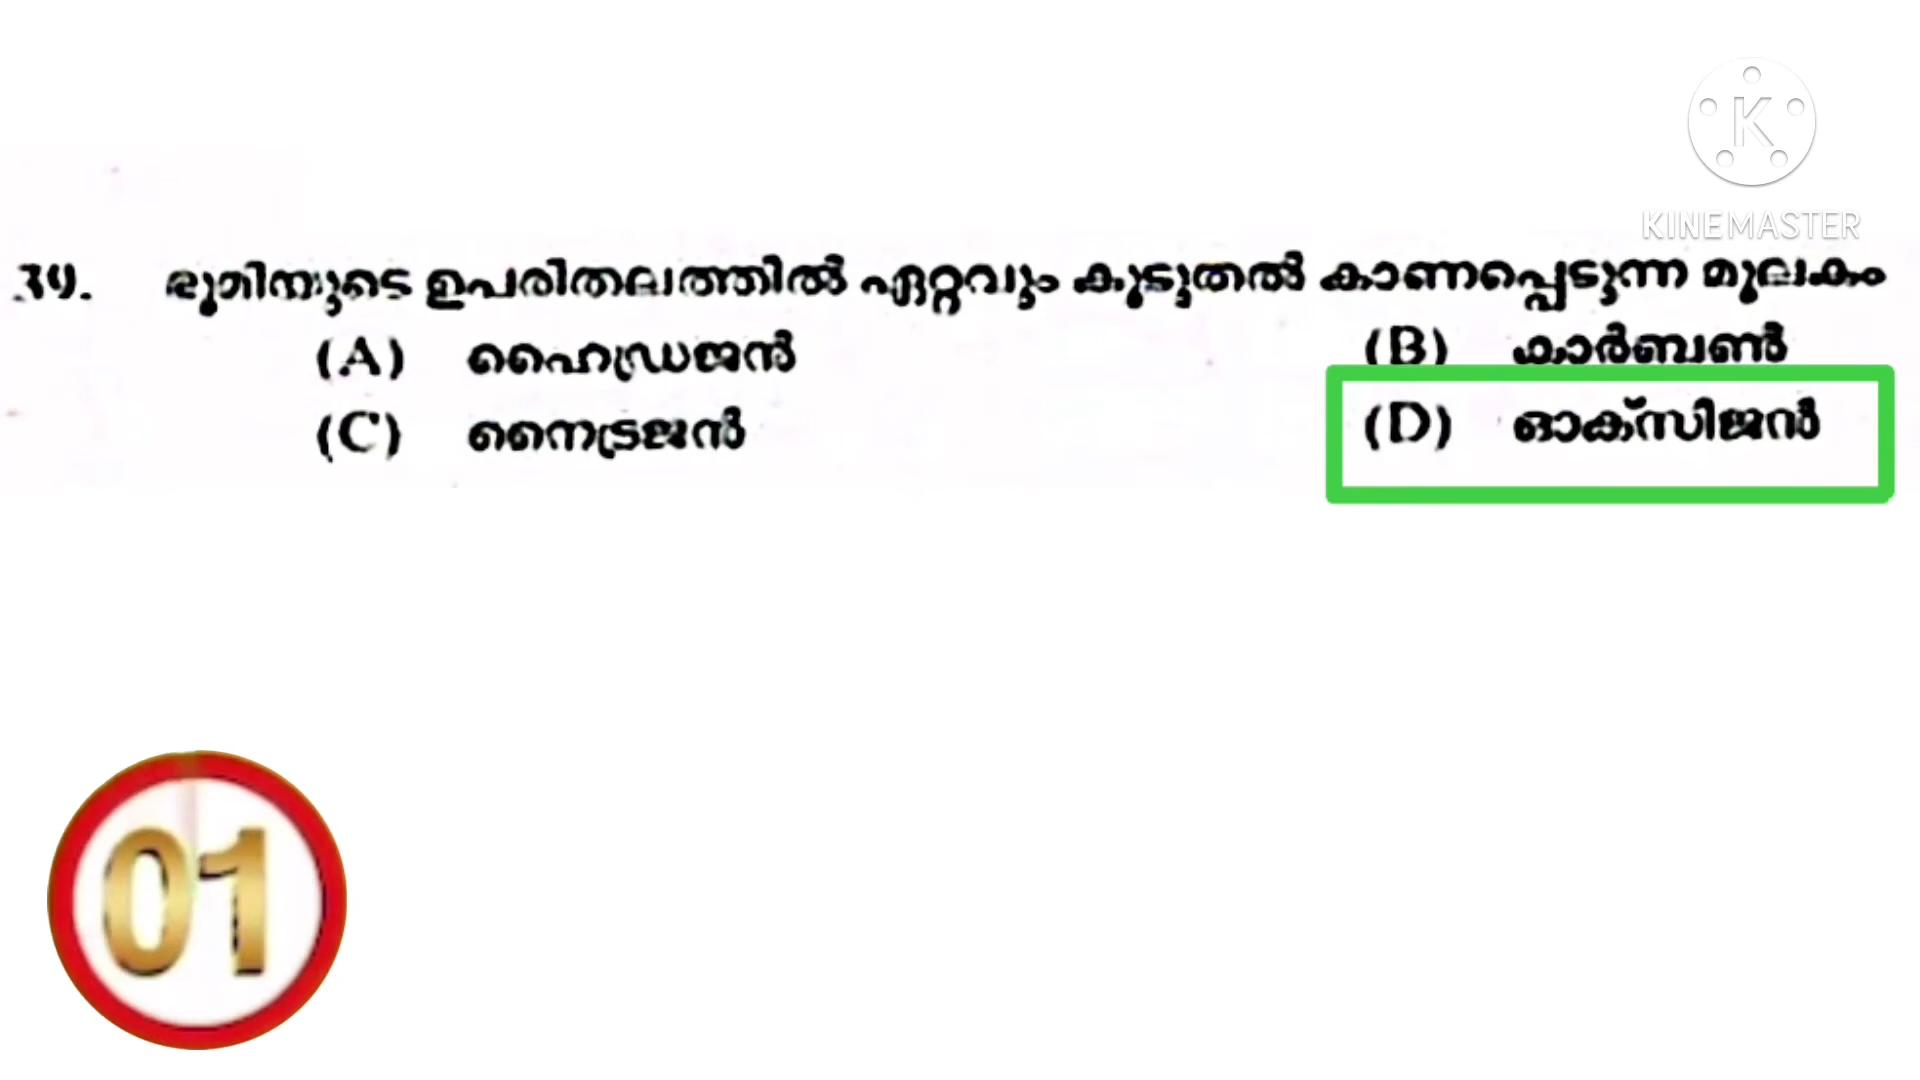 KINEMASTER
39. ഭൂമിയുടെ ഉപരിതലത്തിൽ ഏറ്റവും കൂടുതൽ കാണപ്പെടുന്ന മൂലകം
(A) ഹൈഡ്രജൻ (B) കാർബൺ
(C) നൈട്രജൻ (D) ഓക്സിജൻ
01